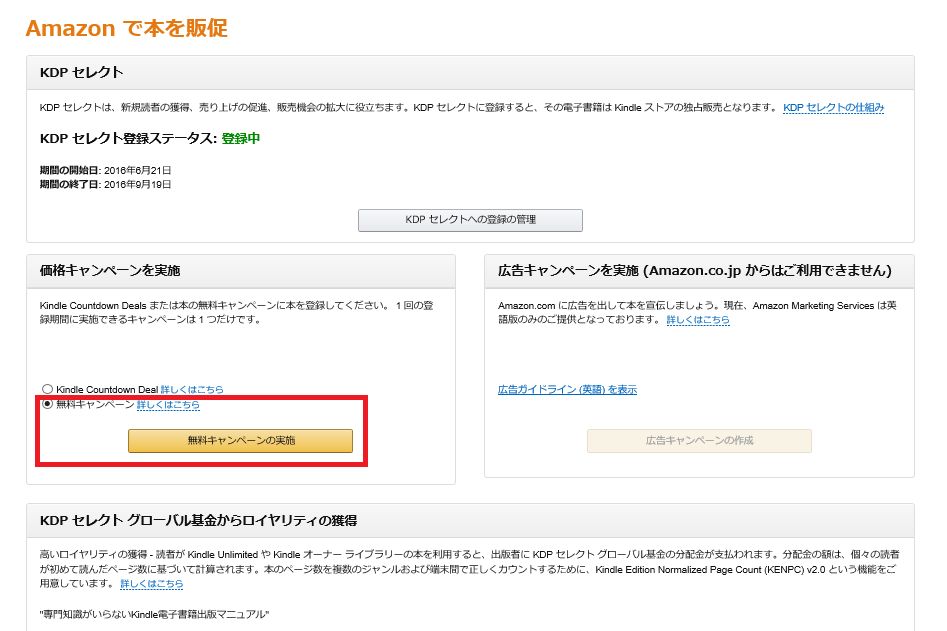 Amazon で本を販促
KDP セレクト
KDP セレクトは、新規読者の獲得、売り上げの促進、販売機会の拡大に役立ちます。KDP セレクトに登録すると、その電子書籍は Kindle ストアの独占販売となります。 KDP セレクトの仕組み
KDP セレクト登録ステータス: 登録中
期間の開始日: 2016年6月21日
期間の終了日: 2016年9月19日
KDP セレクトへの登録の管理
価格キャンペーンを実施
Kindle Countdown Deals または本の無料キャンペーンに本を登録してください。 1 回の登
録期間に実施できるキャンペーンは 1 つだけです。
Kindle Countdown Deal 詳しくはこちら
無料キャンペーン 詳しくはこちら
無料キャンペーンの実施
広告キャンペーンを実施 (Amazon.co.jp からはご利用できません)
Amazon.com に広告を出して本を宣伝しましょう。現在、Amazon Marketing Services は英
語版のみのご提供となっております。 詳しくはこちら
広告ガイドライン (英語) を表示
広告キャンペーンの作成
KDP セレクト グローバル基金からロイヤリティの獲得
高いロイヤリティの獲得 - 読者が Kindle Unlimited や Kindle オーナー ライブラリーの本を利用すると、出版者に KDP セレクト グローバル基金の分配金が支払われます。分配金の額は、個々の読者
が初めて読んだページ数に基づいて計算されます。本のページ数を複数のジャンルおよび端末間で正しくカウントするために、Kindle Edition Normalized Page Count (KENPC) v2.0 という機能をご
用意しています。 詳しくはこちら
"専門知識がいらないKindle電子書籍出版マニュアル"